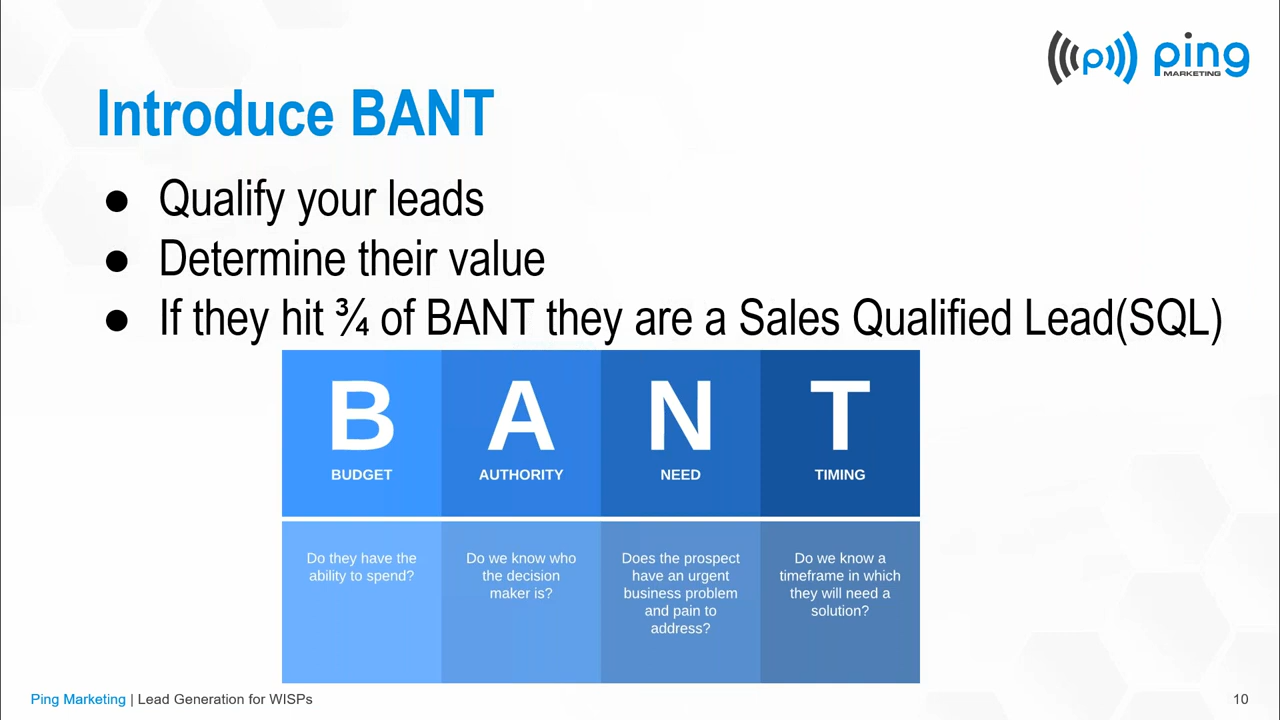 (p) ping
MARKETING
Introduce BANT
● Qualify your leads
● Determine their value
● If they hit ¾ of BANT they are a Sales Qualified Lead(SQL)
B A N T
BUDGET AUTHORITY NEED TIMING
Do they have the
ability to spend?
Do we know who
the decision
maker is?
Does the prospect
have an urgent
business problem
and pain to
address?
Do we know a
timeframe in which
they will need a
solution?
Ping Marketing | Lead Generation for WISPs
10